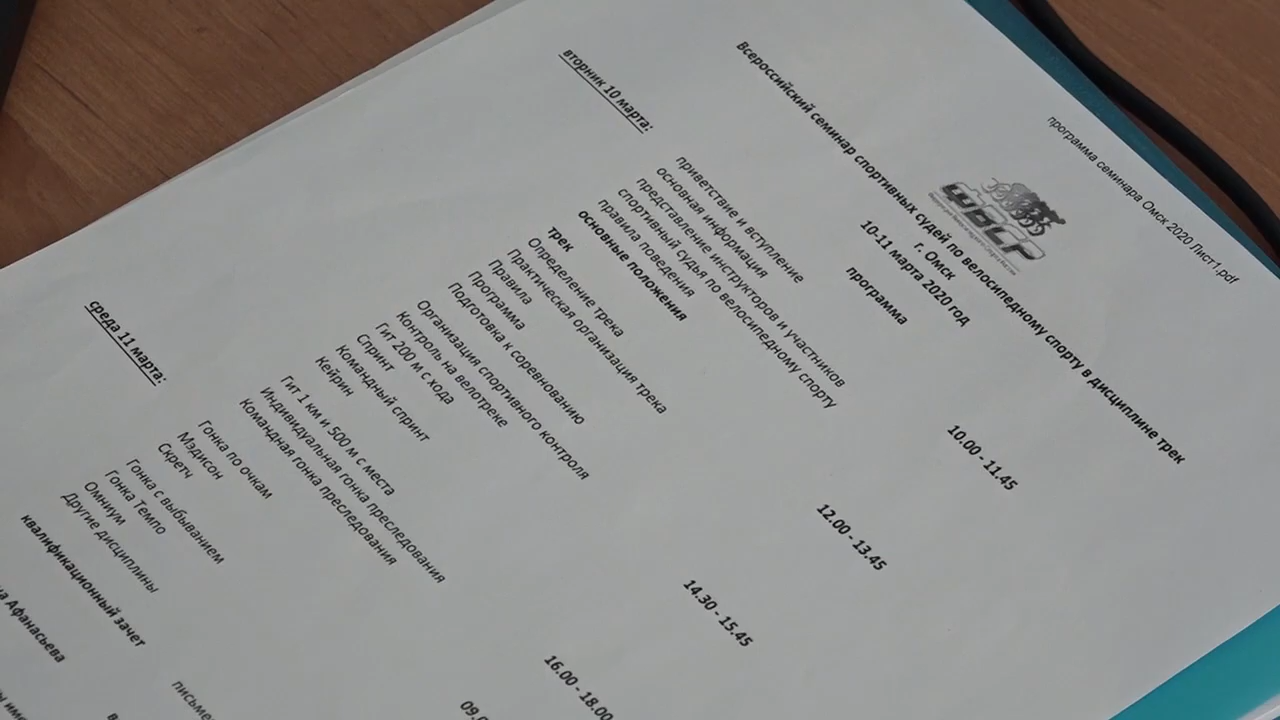 программа семинара Омск 2020 Лист1.pdf
ФВСР
Всероссийский семинар спортивных судей по велосипедному спорту в дисциплине трек
г. Омск
10-11 марта 2020 год
программа
вторник 10 марта:
приветствие и вступление 10.00 - 11.45
основная информация
представление инструкторов и участников
спортивный судья по велосипедному спорту
правила поведения
основные положения
трек 12.00 - 13.45
Определение трека
Практическая организация трека
Правила
Программа
Подготовка к соревнованию
Организация спортивного контроля 14.30 - 15.45
Контроль на велотреке
Гит 200 м с хода
Спринт
Командный спринт
Кейрин
Гит 1 км и 500 м с места 16.00 - 18.00
Индивидуальная гонка преследования
Командная гонка преследования
среда 11 марта:
Гонка по очкам 09.
Мэдисон
Скретч
Гонка с выбыванием
Гонка Темпо
Омниум
Другие дисциплины
квалификационный зачет
письме
на Афанасьева